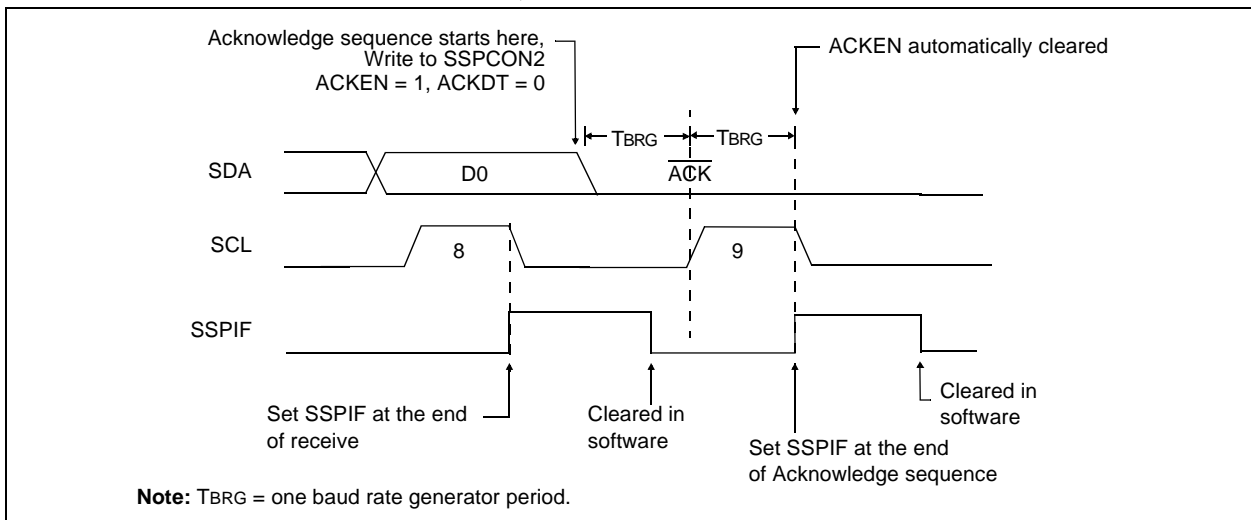 Acknowledge sequence starts here,
Write to SSPCON2
ACKEN = 1, ACKDT = 0
ACKEN automatically cleared
TBRG
TBRG
SDA
D0
ACK
SCL
8
9
SSPIF
Set SSPIF at the end
of receive
Cleared in
software
Set SSPIF at the end
of Acknowledge sequence
Cleared in
software
Note: TBRG = one baud rate generator period.